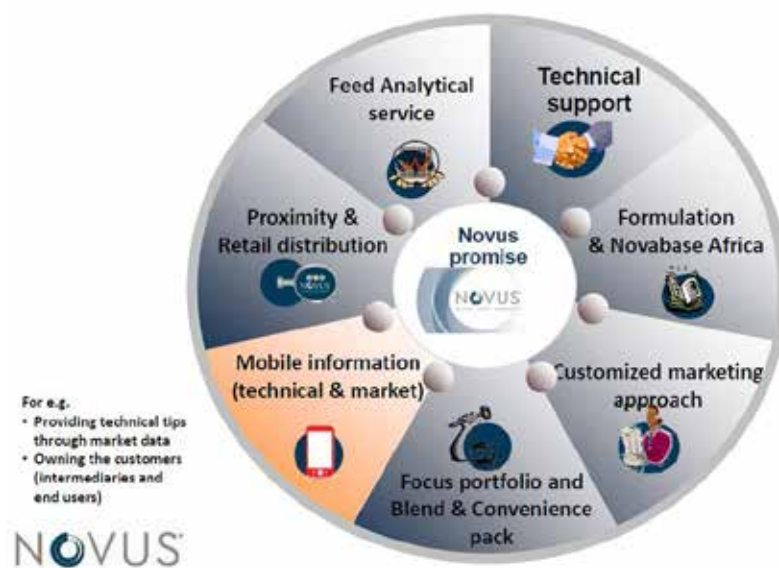 Feed Analytical
service
Technical
support
Proximity &
Retail distribution
Novus
promise
NOVUS
Formulation
& Novabase Africa
Mobile information
(technical & market)
Customized marketing
approach
Focus portfolio and
Blend & Convenience
pack
For e.g.
• Providing technical tips
through market data
• Owning the customers
(intermediaries and
end users)
NOVUS